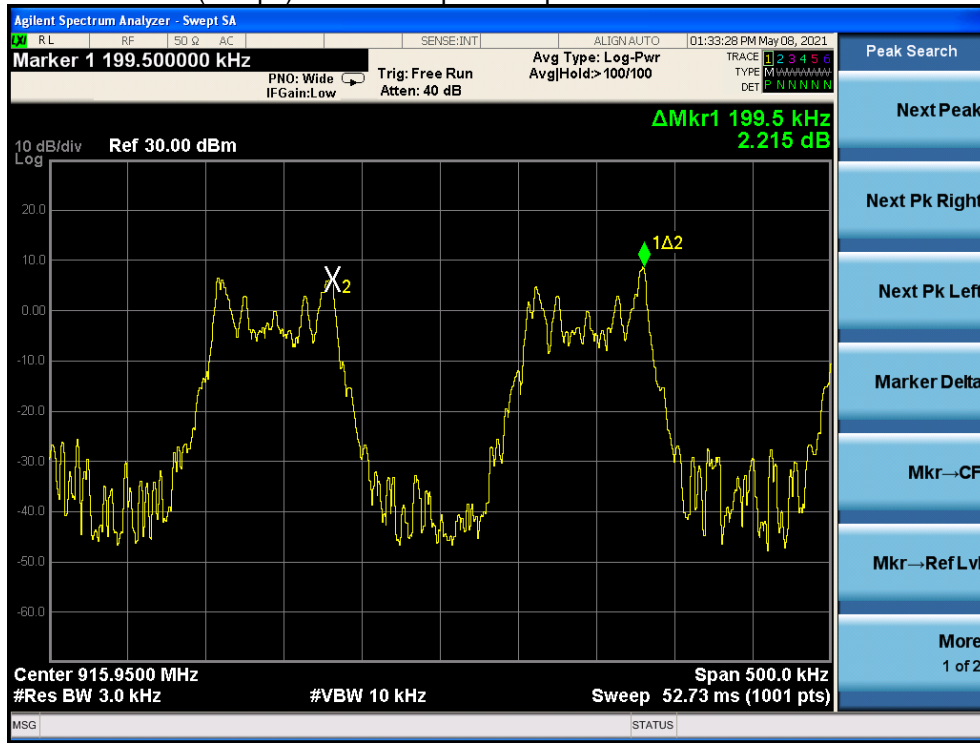 Agilent Spectrum Analyzer - Swept SA
LXI RL RF 50 Ω AC SENSE:INT ALIGN AUTO 01:33:28 PM May 08, 2021
Marker 1 199.500000 kHz
PNO: Wide
IFGain:Low
Trig: Free Run
Atten: 40 dB
Avg Type: Log-Pwr
Avg|Hold:>100/100
TRACE 1 2 3 4 5 6
TYPE M
DET P N N N N N
ΔMkr1 199.5 kHz
2.215 dB
10 dB/div Ref 30.00 dBm
Log
20.0
10.0
0.00
-10.0
-20.0
-30.0
-40.0
-50.0
-60.0
X2
1Δ2
Center 915.9500 MHz Span 500.0 kHz
#Res BW 3.0 kHz #VBW 10 kHz Sweep 52.73 ms (1001 pts)
MSG STATUS
Peak Search
Next Peak
Next Pk Right
Next Pk Left
Marker Delta
Mkr→CF
Mkr→Ref Lvl
More
1 of 2